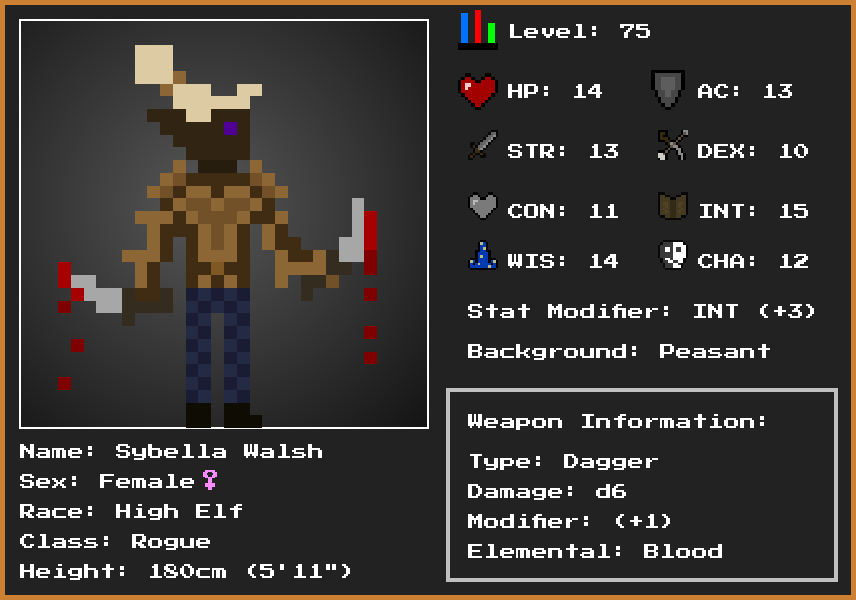 Level: 75
HP: 14
AC: 13
STR: 13
DEX: 10
CON: 11
INT: 15
WIS: 14
CHA: 12
Stat Modifier: INT (+3)
Background: Peasant
Weapon Information:
Type: Dagger
Damage: d6
Modifier: (+1)
Elemental: Blood
Name: Sybella Walsh
Sex: Female♀
Race: High Elf
Class: Rogue
Height: 180cm (5'11")